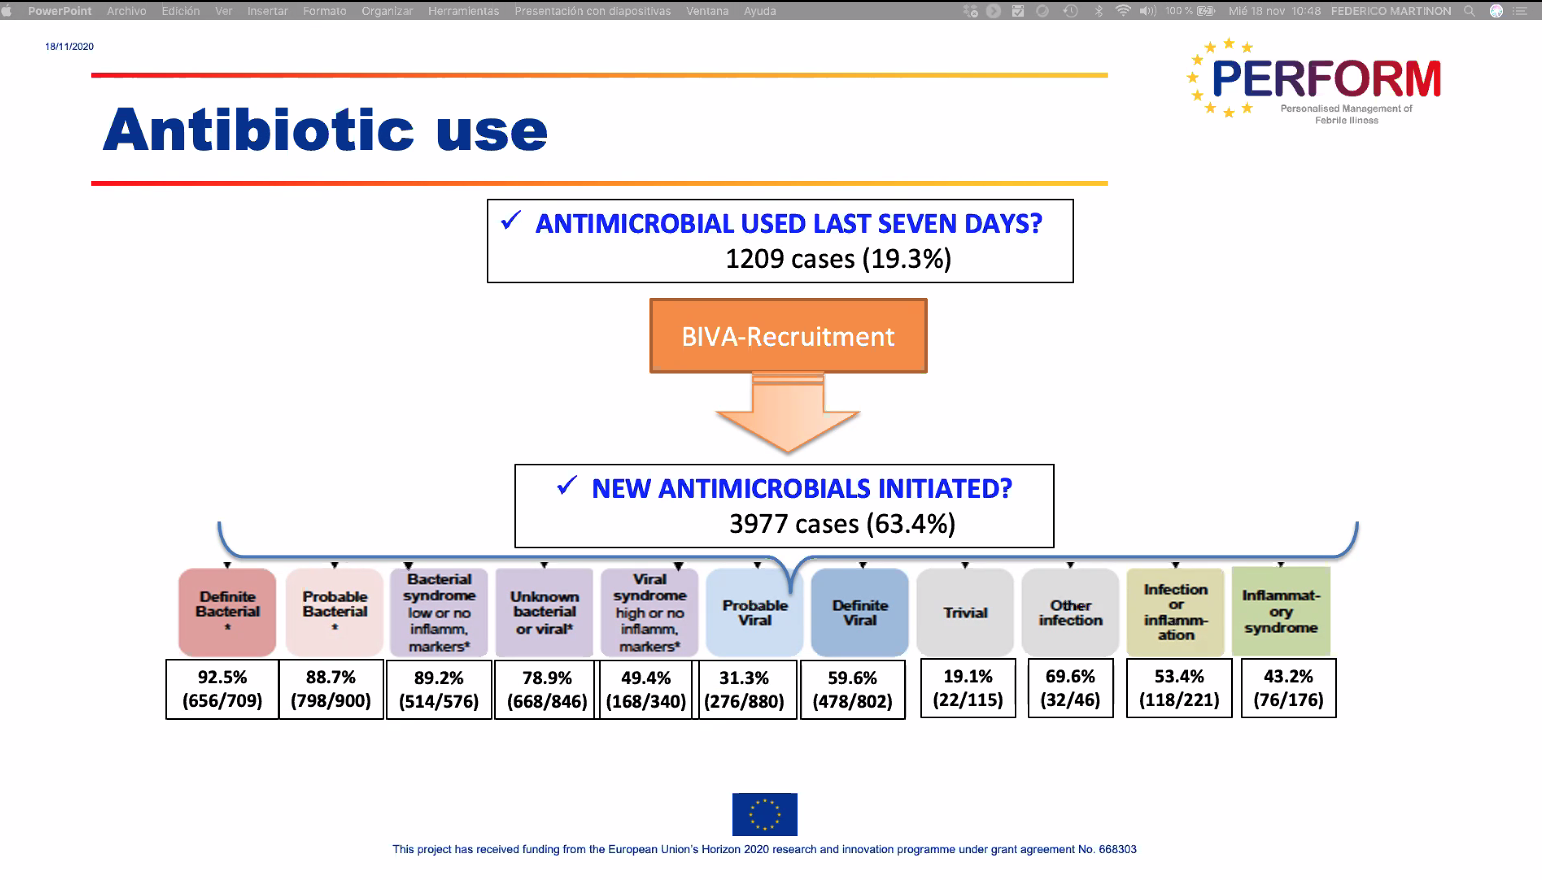 PowerPoint Archivo Edición Ver Insertar Formato Organizar Herramientas Presentación con diapositivas Ventana Ayuda 100 % Mié 18 nov 10:48 FEDERICO MARTINON
18/11/2020
PERFORM
Personalised Management of
Febrile Illness
Antibiotic use
✓ ANTIMICROBIAL USED LAST SEVEN DAYS?
1209 cases (19.3%)
BIVA-Recruitment
✓ NEW ANTIMICROBIALS INITIATED?
3977 cases (63.4%)
Definite
Bacterial
*
92.5%
(656/709)
Probable
Bacterial
*
88.7%
(798/900)
Bacterial
syndrome
low or no
inflamm,
markers*
89.2%
(514/576)
Unknown
bacterial
or viral*
78.9%
(668/846)
Viral
syndrome
high or no
inflamm,
markers*
49.4%
(168/340)
Probable
Viral
31.3%
(276/880)
Definite
Viral
59.6%
(478/802)
Trivial
19.1%
(22/115)
Other
infection
69.6%
(32/46)
Infection
or
inflamm-
ation
53.4%
(118/221)
Inflammat-
ory
syndrome
43.2%
(76/176)
This project has received funding from the European Union's Horizon 2020 research and innovation programme under grant agreement No. 668303